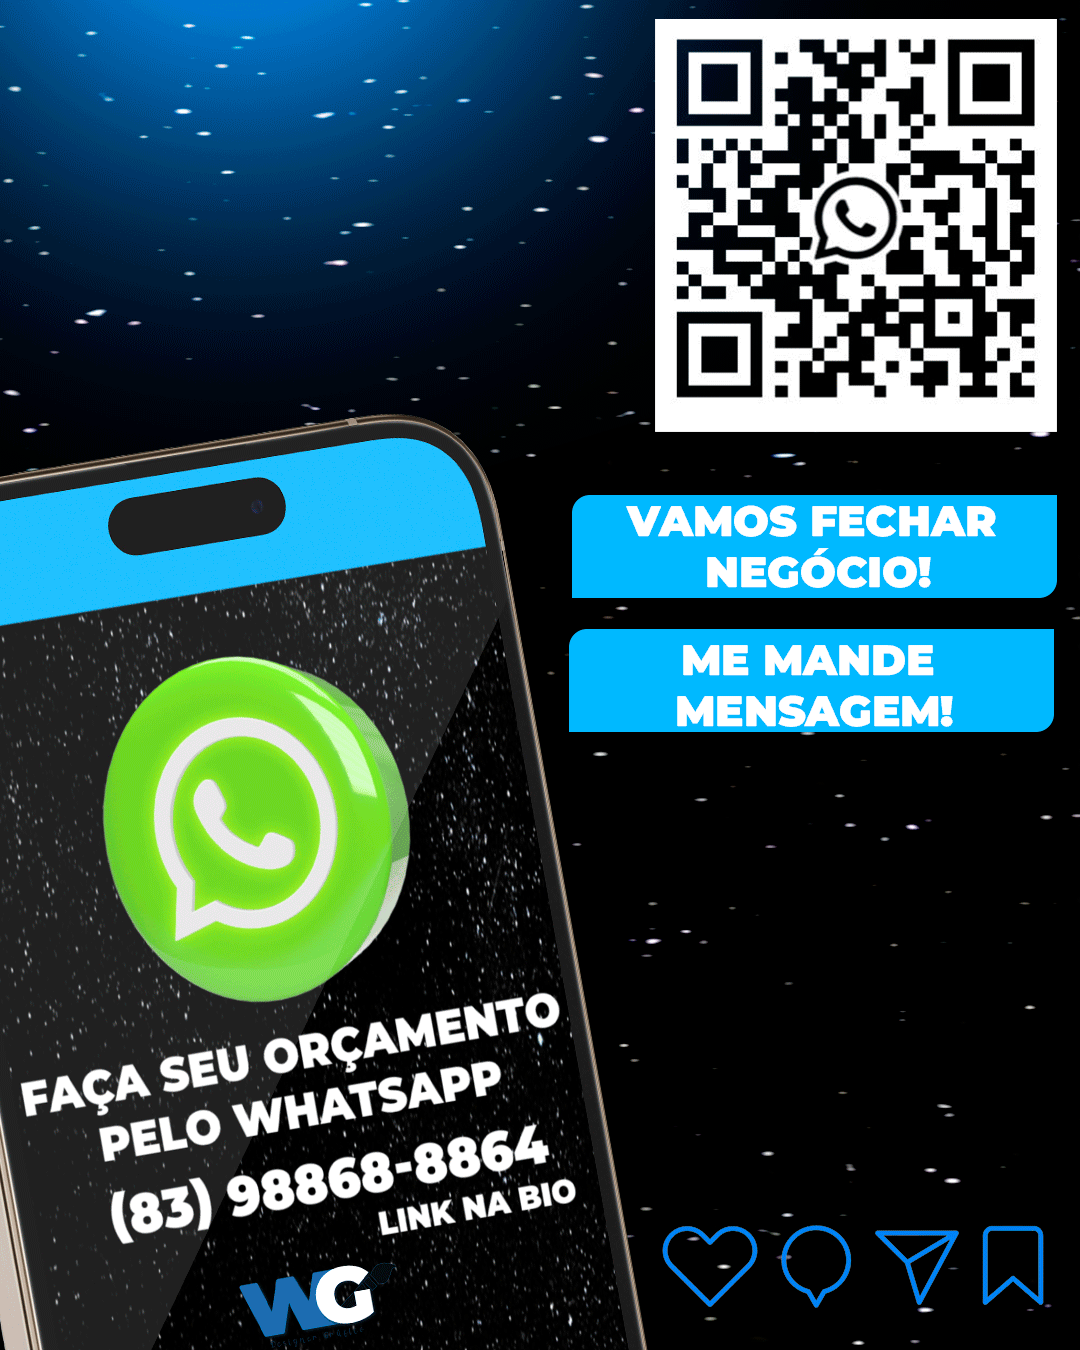 VAMOS FECHAR
NEGÓCIO!
ME MANDE
MENSAGEM!
FAÇA SEU ORÇAMENTO
PELO WHATSAPP
(83) 98868-8864
LINK NA BIO
WG